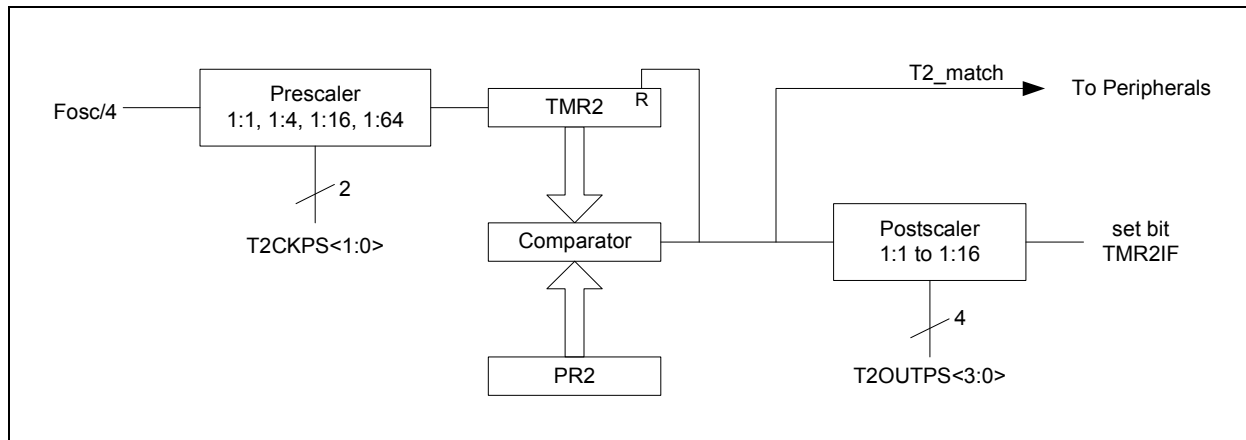 Fosc/4
Prescaler
1:1, 1:4, 1:16, 1:64
2
T2CKPS<1:0>
TMR2
R
Comparator
PR2
T2_match
To Peripherals
Postscaler
1:1 to 1:16
set bit
TMR2IF
4
T2OUTPS<3:0>